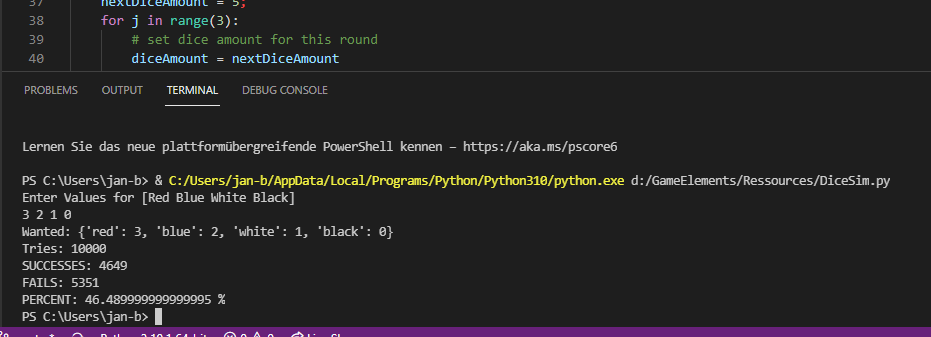 37 nextDiceAmount = 5;
38 for j in range(3):
39 # set dice amount for this round
40 diceAmount = nextDiceAmount
PROBLEMS OUTPUT TERMINAL DEBUG CONSOLE
Lernen Sie das neue plattformübergreifende PowerShell kennen – https://aka.ms/pscore6
PS C:\Users\jan-b> & C:/Users/jan-b/AppData/Local/Programs/Python/Python310/python.exe d:/GameElements/Ressources/DiceSim.py
Enter Values for [Red Blue White Black]
3 2 1 0
Wanted: {'red': 3, 'blue': 2, 'white': 1, 'black': 0}
Tries: 10000
SUCCESSES: 4649
FAILS: 5351
PERCENT: 46.489999999999995 %
PS C:\Users\jan-b>